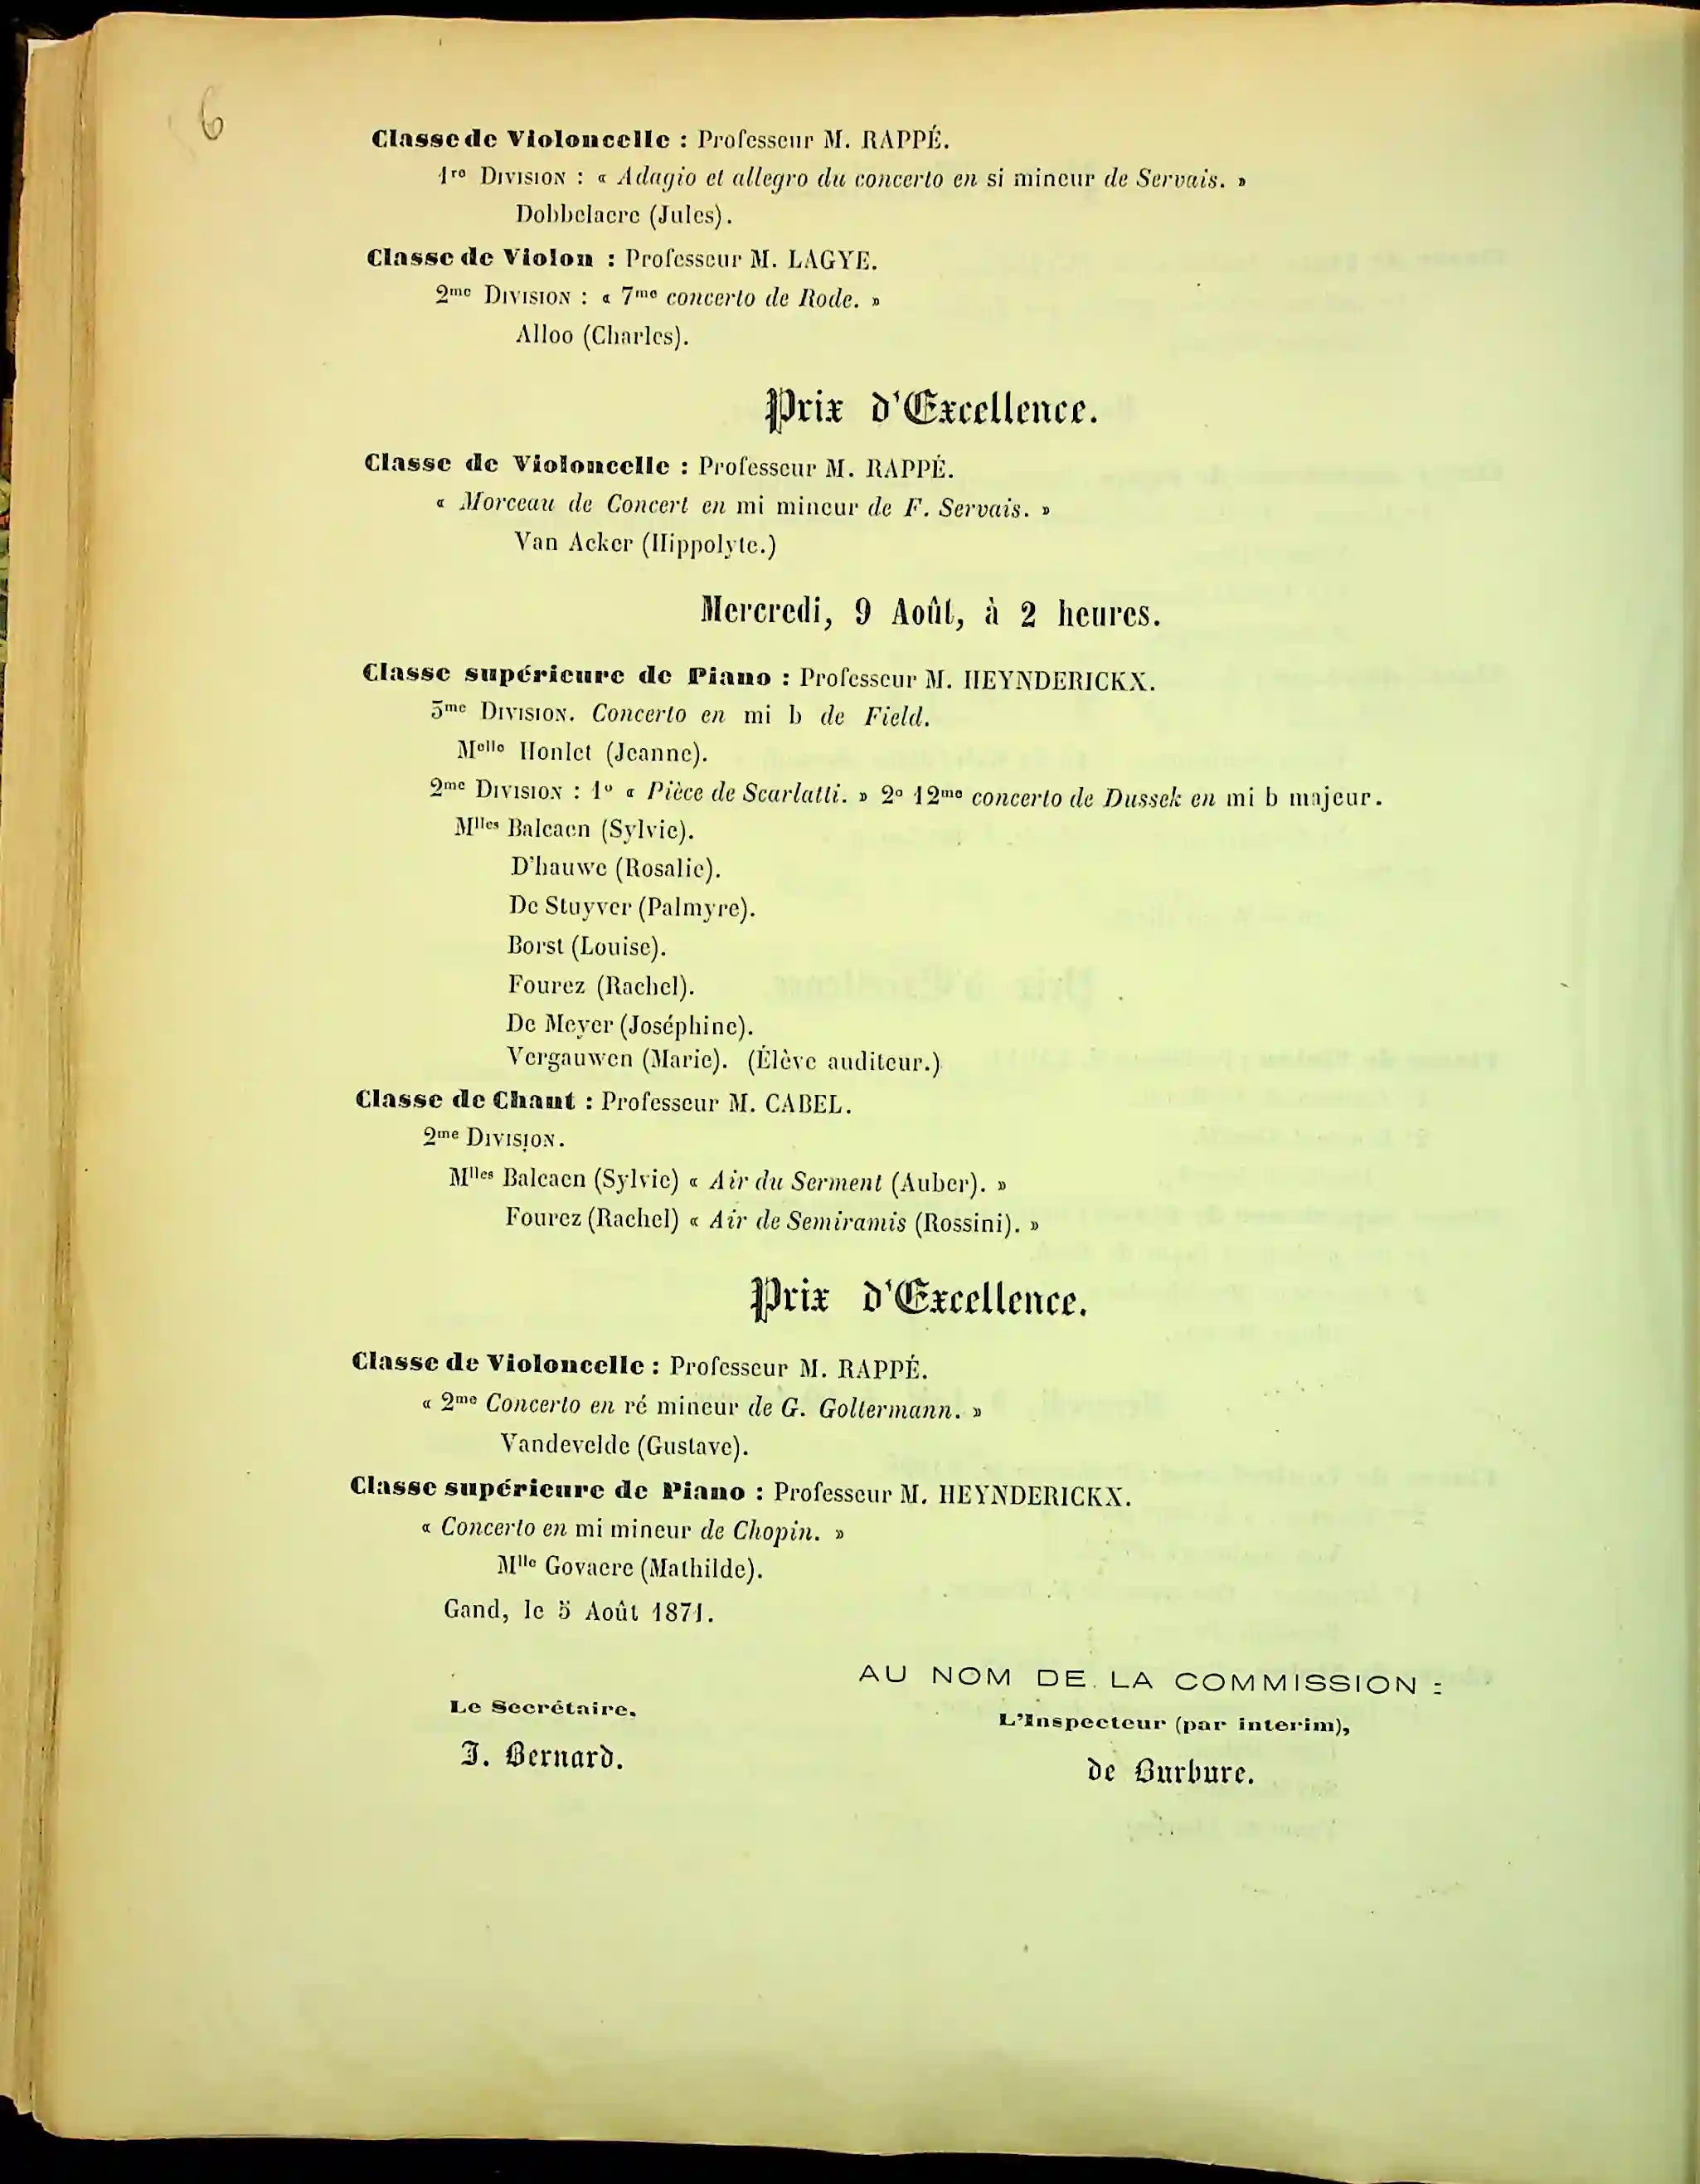 6
Classe de Violoncelle : Professeur M. RAPPÉ.
1re Division : « Adagio et allegro du concerto en si mineur de Servais. »
Dobbelaere (Jules).
Classe de Violon : Professeur M. LAGYE.
2me Division : « 7me concerto de Rode. »
Alloo (Charles).
Prix d'Excellence.
Classe de Violoncelle : Professeur M. RAPPÉ.
« Morceau de Concert en mi mineur de F. Servais. »
Van Acker (Hippolyte.)
Mercredi, 9 Août, à 2 heures.
Classe supérieure de Piano : Professeur M. HEYNDERICKX.
3me Division. Concerto en mi b de Field.
Melle Honlet (Jeanne).
2me Division : 1o « Pièce de Scarlatti. » 2o 12me concerto de Dussek en mi b majeur.
Mlles Balcaen (Sylvie).
D'hauwe (Rosalie).
De Stuyver (Palmyre).
Borst (Louise).
Fourez (Rachel).
De Meyer (Joséphine).
Vergauwen (Marie). (Élève auditeur.)
Classe de Chant : Professeur M. CABEL.
2me Division.
Mlles Balcaen (Sylvie) « Air du Serment (Auber). »
Fourez (Rachel) « Air de Semiramis (Rossini). »
Prix d'Excellence.
Classe de Violoncelle : Professeur M. RAPPÉ.
« 2me Concerto en ré mineur de G. Goltermann. »
Vandevelde (Gustave).
Classe supérieure de Piano : Professeur M. HEYNDERICKX.
« Concerto en mi mineur de Chopin. »
Mlle Govaere (Mathilde).
Gand, le 5 Août 1871.
AU NOM DE LA COMMISSION :
Le Secrétaire,
L'Inspecteur (par interim),
J. Bernard.
de Burbure.